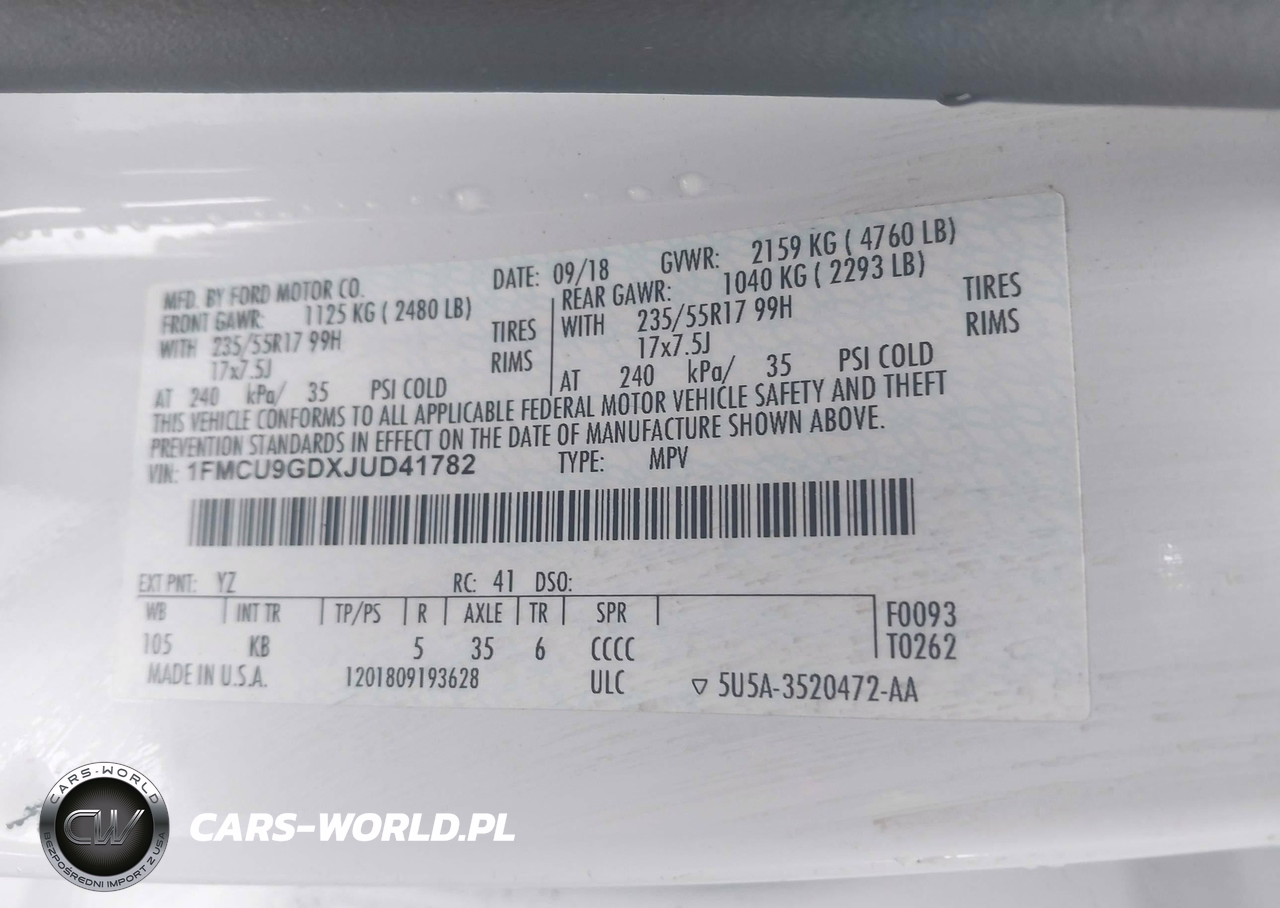 MFD. BY FORD MOTOR CO. DATE: 09/18 GVWR: 2159 KG ( 4760 LB)
FRONT GAWR: 1125 KG ( 2480 LB) REAR GAWR: 1040 KG ( 2293 LB)
WITH 235/55R17 99H TIRES WITH 235/55R17 99H TIRES
17x7.5J RIMS 17x7.5J RIMS
AT 240 kPa/ 35 PSI COLD AT 240 kPa/ 35 PSI COLD
THIS VEHICLE CONFORMS TO ALL APPLICABLE FEDERAL MOTOR VEHICLE SAFETY AND THEFT
PREVENTION STANDARDS IN EFFECT ON THE DATE OF MANUFACTURE SHOWN ABOVE.
VIN: 1FMCU9GDXJUD41782 TYPE: MPV
EXT PNT: YZ RC: 41 DSO:
WB INT TR TP/PS R AXLE TR SPR F0093
105 KB 5 35 6 CCCC T0262
MADE IN U.S.A. 1201809193628 ULC ▽ 5U5A-3520472-AA
CARS-WORLD
CW
BEZPOŚREDNI IMPORT Z USA
CARS-WORLD.PL